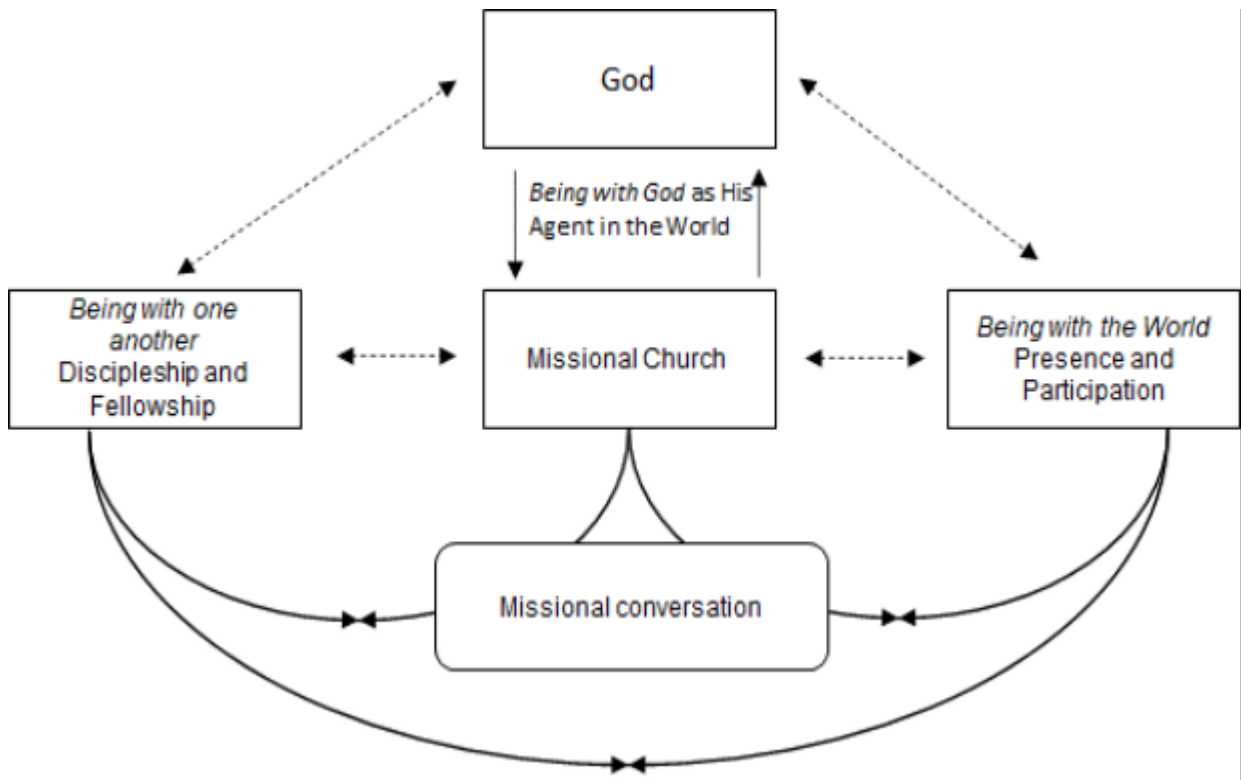 God
Being with God as His
Agent in the World
Being with one
another
Discipleship and
Fellowship
Missional Church
Being with the World
Presence and
Participation
Missional conversation